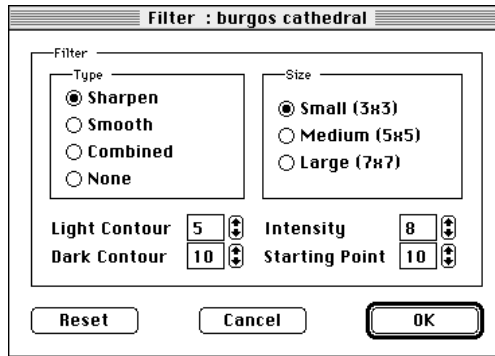 Filter : burgos cathedral
Filter
Type
Sharpen
Smooth
Combined
None
Size
Small (3x3)
Medium (5x5)
Large (7x7)
Light Contour 5 Intensity 8
Dark Contour 10 Starting Point 10
Reset Cancel OK